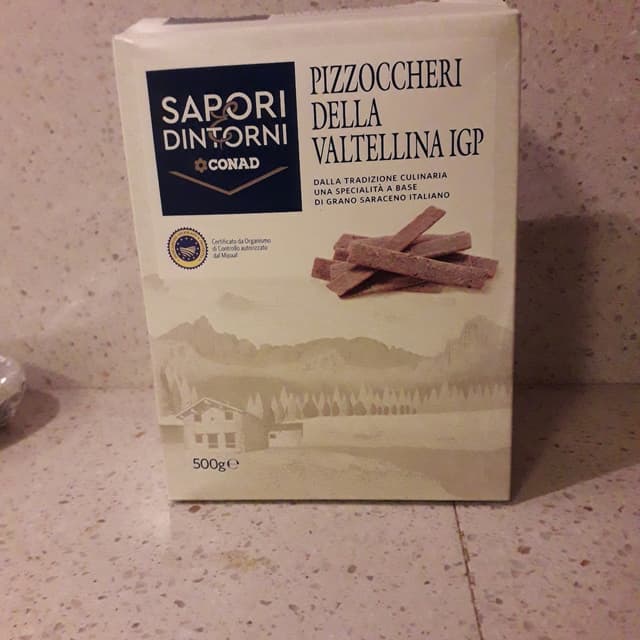 SAPORI
& DINTORNI
CONAD
PIZZOCCHERI
DELLA
VALTELLINA IGP
DALLA TRADIZIONE CULINARIA
UNA SPECIALITÀ A BASE
DI GRANO SARACENO ITALIANO
Certificato da Organismo
di Controllo autorizzato
dal Mipaaf
500g e